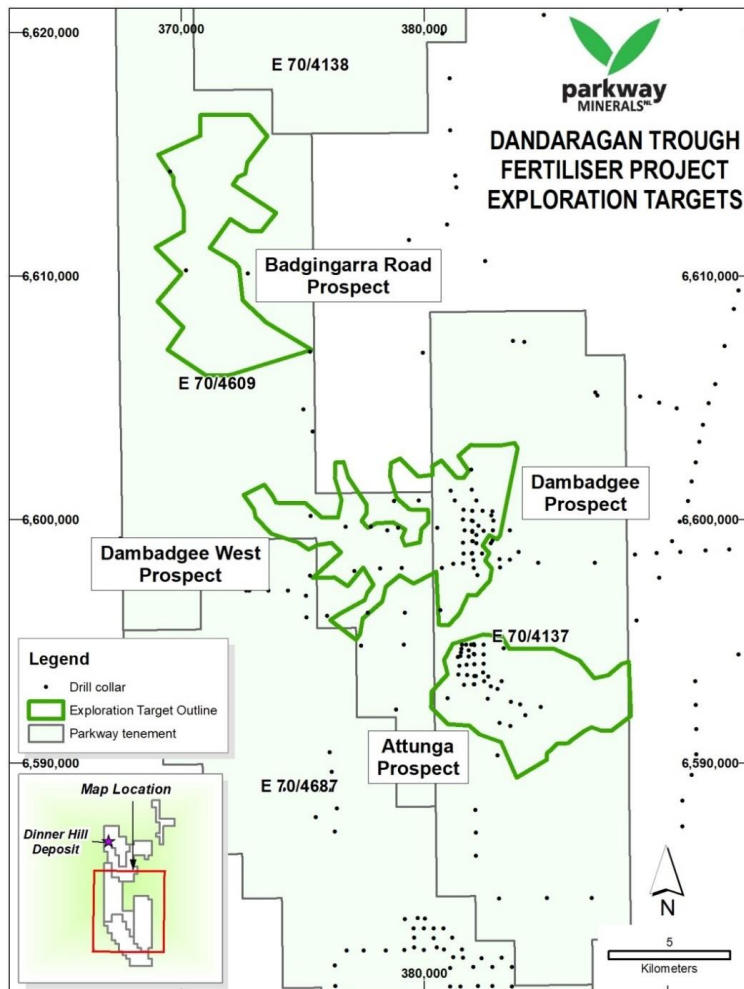 6,620,000
370,000
380,000
E 70/4138
parkway
MINERALS NL
DANDARAGAN TROUGH
FERTILISER PROJECT
EXPLORATION TARGETS
6,610,000
6,610,000
Badgingarra Road
Prospect
E 70/4609
Dambadgee
Prospect
6,600,000
6,600,000
Dambadgee West
Prospect
E 70/4137
Legend
Drill collar
Exploration Target Outline
Parkway tenement
Attunga
Prospect
6,590,000
6,590,000
E 70/4687
Map Location
Dinner Hill
Deposit
N
5
Kilometers
380,000